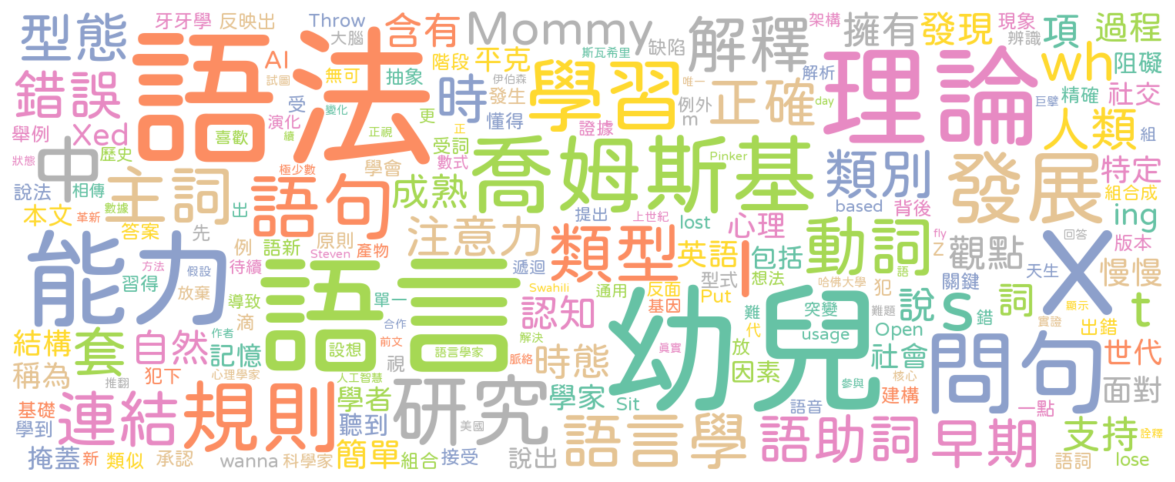 型態
牙牙學
反映出
Throw
大腦
含有
Mommy
缺陷
斯瓦希里
解釋
擁有
架構
發現
現象
辨識
項
過程
錯誤
語法
AI
試圖
無可
抽象
階段
平克
伊伯森
發生
學習
唯一
例外
m
正確
解析
day
理論
wh
巨擘
阻礙
精確
社交
人類
組
舉例
Xed
喜歡
演化
受
變化
續
正視
時
更
懂得
正
證據
狀態
中
歷史
極少數
數式
學會
受詞
喬姆斯基
Pinker
類別
發展
特定
組合成
說法
相傳
主詞
語句
成熟
提出
上世紀
lost
心理
based
背後
ing
本文
革新
數據
出
答案
先
例
語新
原則
Steven
產物
注意力
遞迴
類型
英語
I
包括
動詞
fly
Z
觀點
回答
版本
慢慢
能力
習得
方法
假設
放棄
待續
導致
語言
單一
Swahili
通用
型式
反面
Put
想法
基因
哈佛大學
語
關鍵
天生
X
結構
套
自然
作者
滴
設想
語言學家
合作
前文
解決
認知
難
代
突變
難題
usage
說
s
詞
錯
顯示
實證
t
出錯
稱為
推翻
犯下
記憶
心理學家
人工智慧
視
脈絡
時態
真實
幼兒
放
因素
犯
Open
參與
社會
核心
問句
世代
面對
基礎
學到
連結
規則
學者
聽到
研究
美國
學家
Sit
語言學
語音
建構
語助詞
早期
一點
詮釋
支持
掩蓋
新
類似
承認
wanna
科學家
簡單
組合
接受
說出
語詞
lose